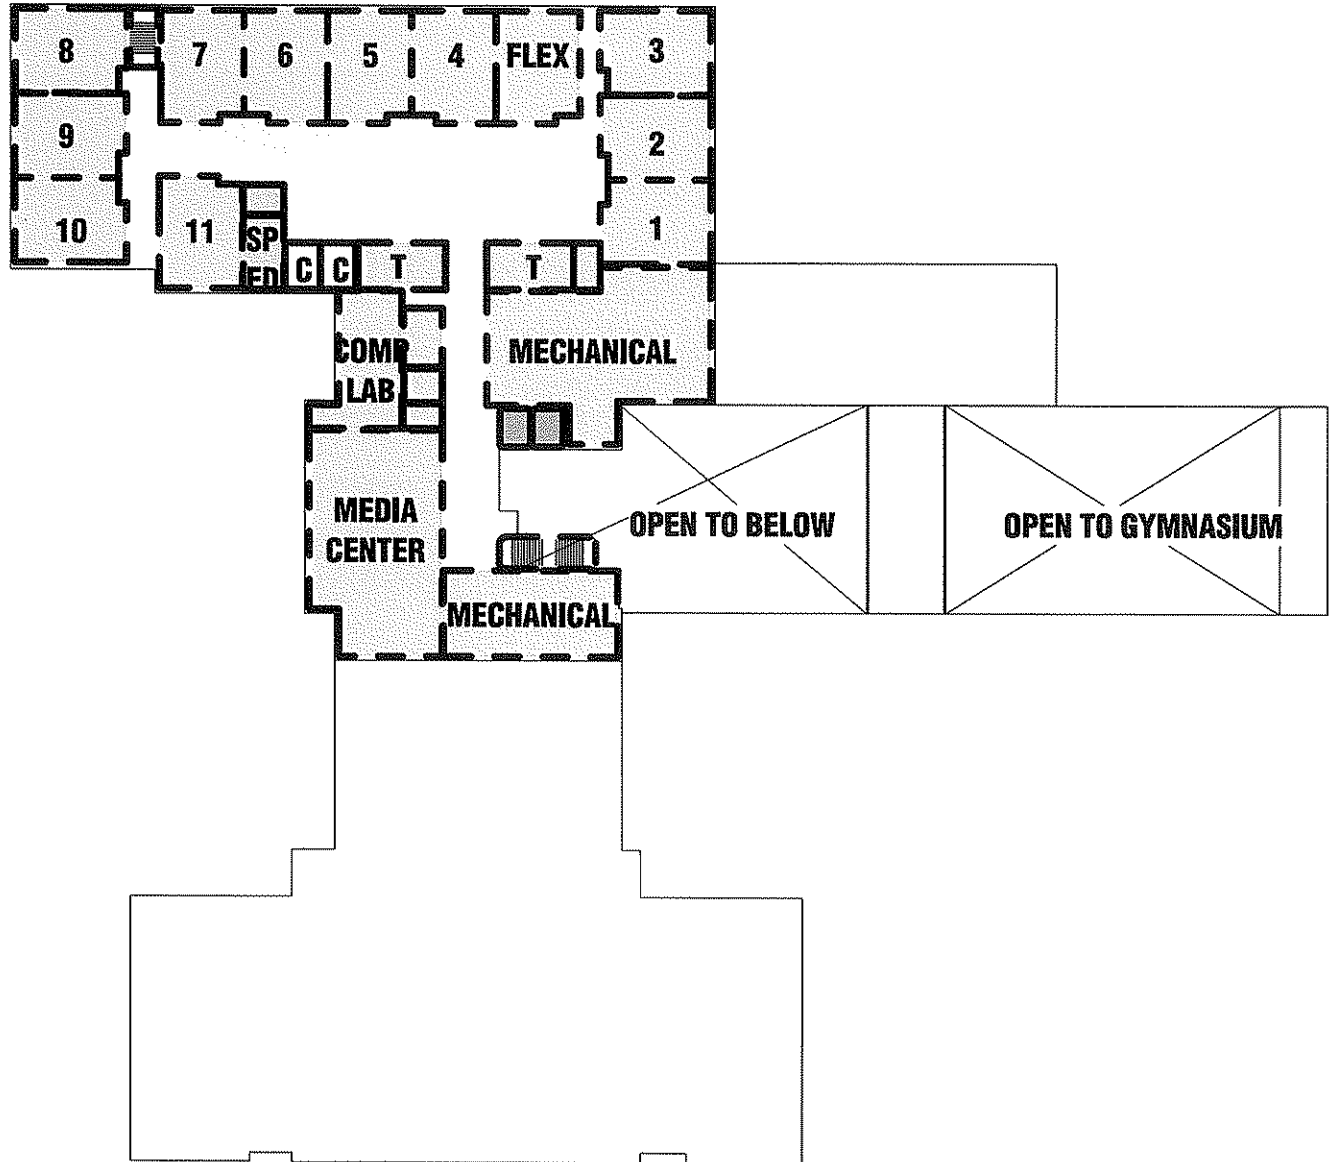 8
7
6
5
4
FLEX
3
9
2
10
11
1
SP
ED
C
C
T
T
COMP
LAB
MECHANICAL
MEDIA
CENTER
OPEN TO BELOW
OPEN TO GYMNASIUM
MECHANICAL